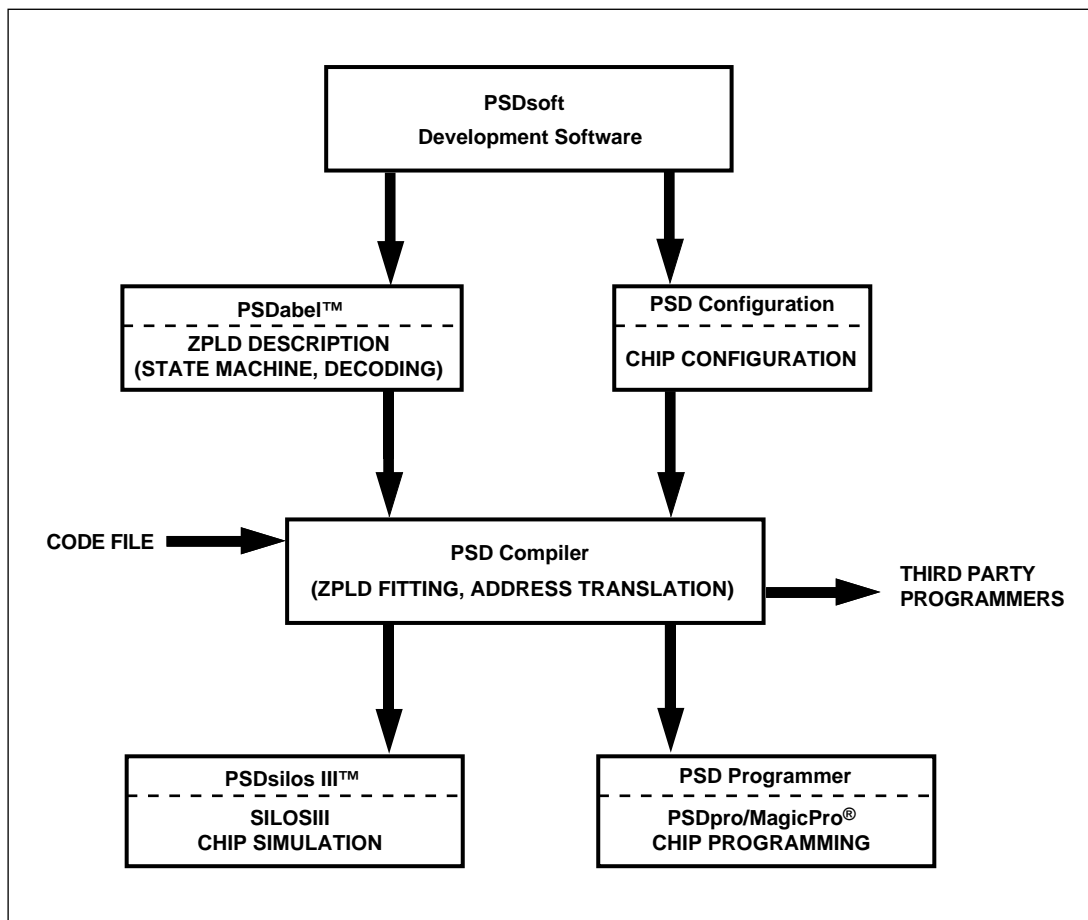 PSDsoft
Development Software
PSDabel™
ZPLD DESCRIPTION
(STATE MACHINE, DECODING)
PSD Configuration
CHIP CONFIGURATION
CODE FILE
PSD Compiler
(ZPLD FITTING, ADDRESS TRANSLATION)
THIRD PARTY
PROGRAMMERS
PSDsilos III™
SILOSIII
CHIP SIMULATION
PSD Programmer
PSDpro/MagicPro®
CHIP PROGRAMMING